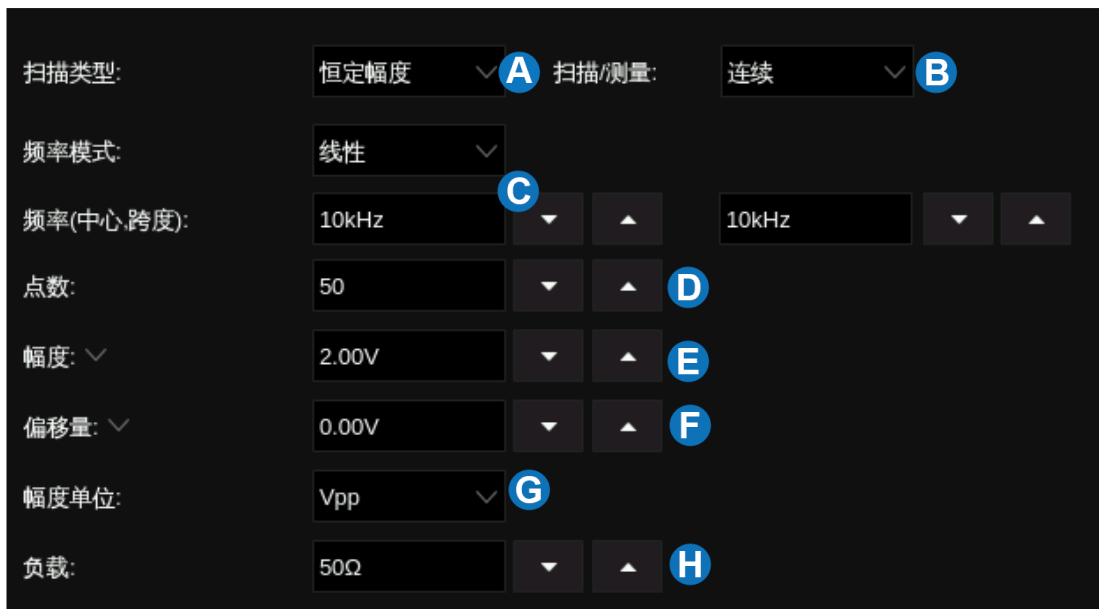 扫描类型: 恒定幅度 A 扫描/测量: 连续 B
频率模式: 线性
C
频率(中心,跨度): 10kHz 10kHz
点数: 50 D
幅度: 2.00V E
偏移量: 0.00V F
幅度单位: Vpp G
负载: 50Ω H